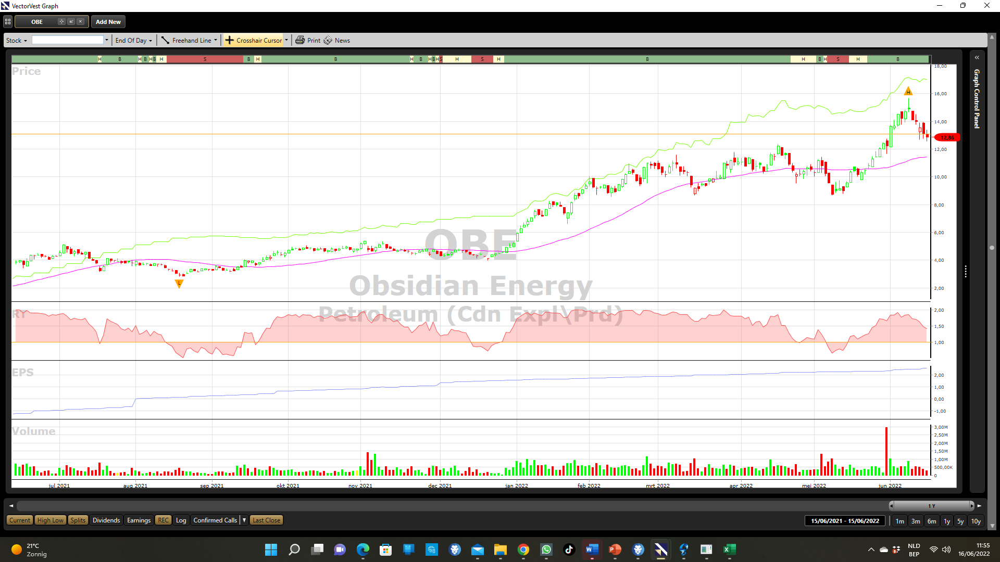 VectorVest Graph
OBE
Add New
Stock
End Of Day
Freehand Line
Crosshair Cursor
Print
News
H B H B H B H S B H B H B H B H S H S H B H B H S H B
Price
18,00
16,00
14,00
12,86
12,00
10,00
8,00
6,00
4,00
2,00
H
L
OBE
Obsidian Energy
Petroleum (Cdn Expl\Prd)
RT
2,00
1,50
1,00
EPS
2,00
1,00
0,00
-1,00
Volume
3,00M
2,50M
2,00M
1,50M
1,00M
500,00K
0
jul 2021 aug 2021 sep 2021 okt 2021 nov 2021 dec 2021 jan 2022 feb 2022 mrt 2022 apr 2022 mei 2022 jun 2022
Graph Control Panel
1 Y
Current High Low Splits Dividends Earnings REC Log Confirmed Calls Last Close
15/06/2021 - 15/06/2022
1m 3m 6m 1y 5y 10y
21°C
Zonnig
NLD
BEP
11:55
16/06/2022